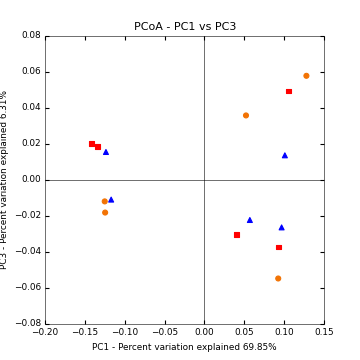 PCoA - PC1 vs PC3
0.08
0.06
0.04
0.02
0.00
−0.02
−0.04
−0.06
−0.08
PC3 - Percent variation explained 6.31%
−0.20 −0.15 −0.10 −0.05 0.00 0.05 0.10 0.15
PC1 - Percent variation explained 69.85%